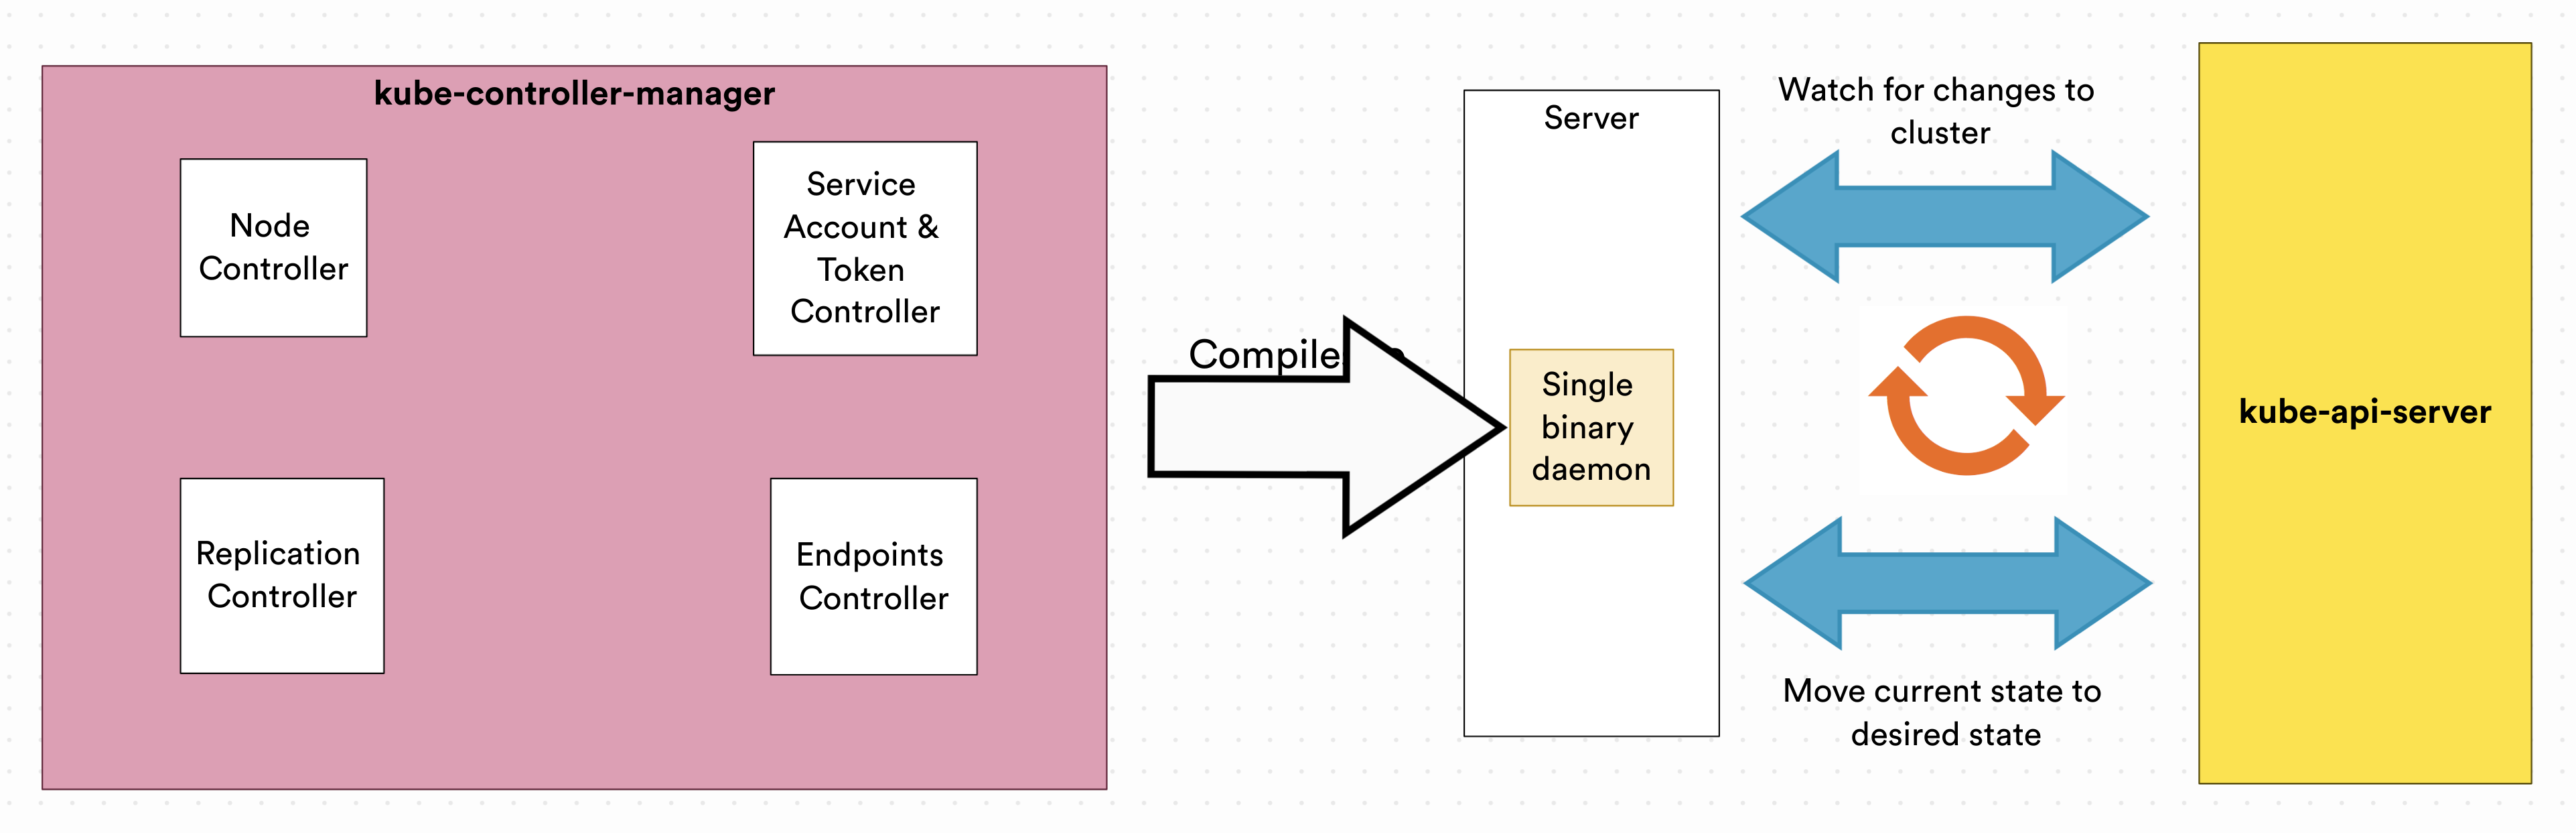 kube-controller-manager
Node
Controller
Service
Account &
Token
Controller
Replication
Controller
Endpoints
Controller
Compile
Server
Single
binary
daemon
Watch for changes to
cluster
Move current state to
desired state
kube-api-server